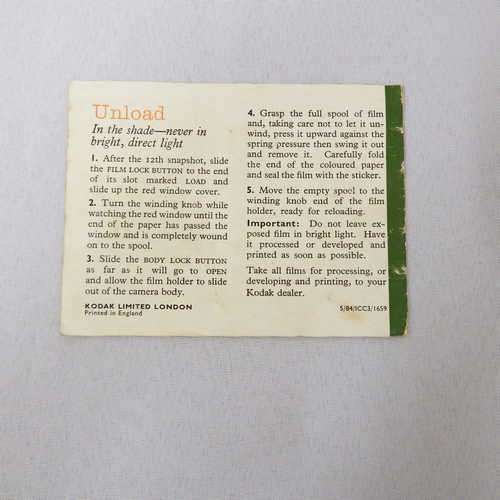 Unload
In the shade—never in
bright, direct light
1. After the 12th snapshot, slide
the FILM LOCK BUTTON to the end
of its slot marked LOAD and
slide up the red window cover.
2. Turn the winding knob while
watching the red window until the
end of the paper has passed the
window and is completely wound
on to the spool.
3. Slide the BODY LOCK BUTTON
as far as it will go to OPEN
and allow the film holder to slide
out of the camera body.
KODAK LIMITED LONDON
Printed in England
4. Grasp the full spool of film
and, taking care not to let it un-
wind, press it upward against the
spring pressure then swing it out
and remove it. Carefully fold
the end of the coloured paper
and seal the film with the sticker.
5. Move the empty spool to the
winding knob end of the film
holder, ready for reloading.
Important: Do not leave ex-
posed film in bright light. Have
it processed or developed and
printed as soon as possible.
Take all films for processing, or
developing and printing, to your
Kodak dealer.
5/84/ICC3/1659